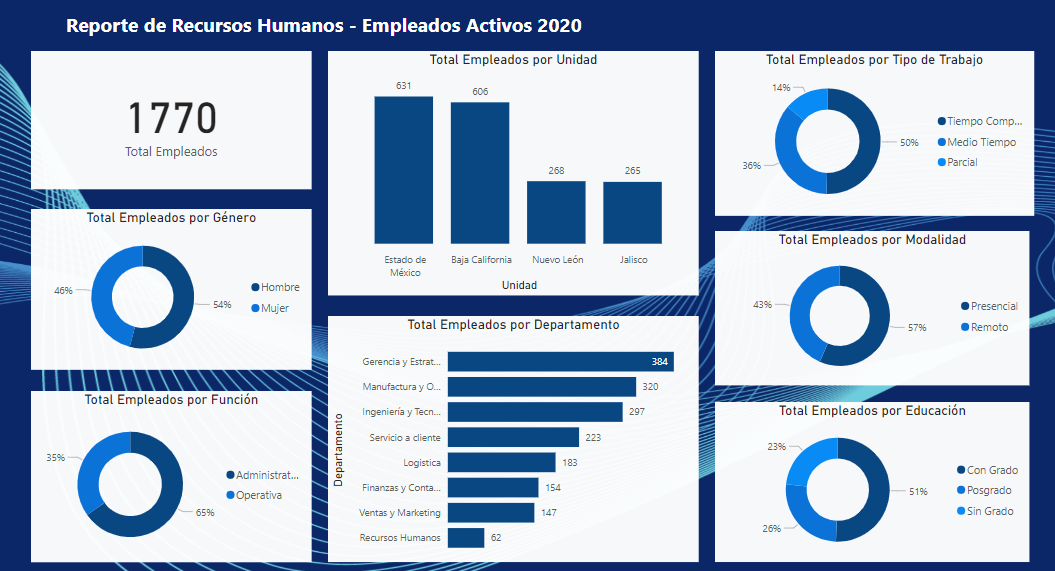 Reporte de Recursos Humanos - Empleados Activos 2020
1770
Total Empleados
Total Empleados por Género
46%
54%
Hombre
Mujer
Total Empleados por Función
35%
65%
Administrat...
Operativa
Total Empleados por Unidad
631
606
268
265
Estado de
México
Baja California
Nuevo León
Jalisco
Unidad
Total Empleados por Departamento
Departamento
Gerencia y Estrat... 384
Manufactura y O... 320
Ingeniería y Tecn... 297
Servicio a cliente 223
Logistica 183
Finanzas y Conta... 154
Ventas y Marketing 147
Recursos Humanos 62
Total Empleados por Tipo de Trabajo
14%
36%
50%
Tiempo Comp...
Medio Tiempo
Parcial
Total Empleados por Modalidad
43%
57%
Presencial
Remoto
Total Empleados por Educación
23%
26%
51%
Con Grado
Posgrado
Sin Grado